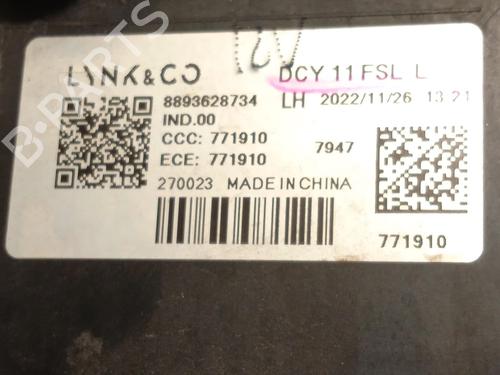 LYNK & CO
DCY 11 FSL L
8893628734
LH 2022/11/26 13:21
IND.00
CCC: 771910
ECE: 771910
7947
270023 MADE IN CHINA
771910